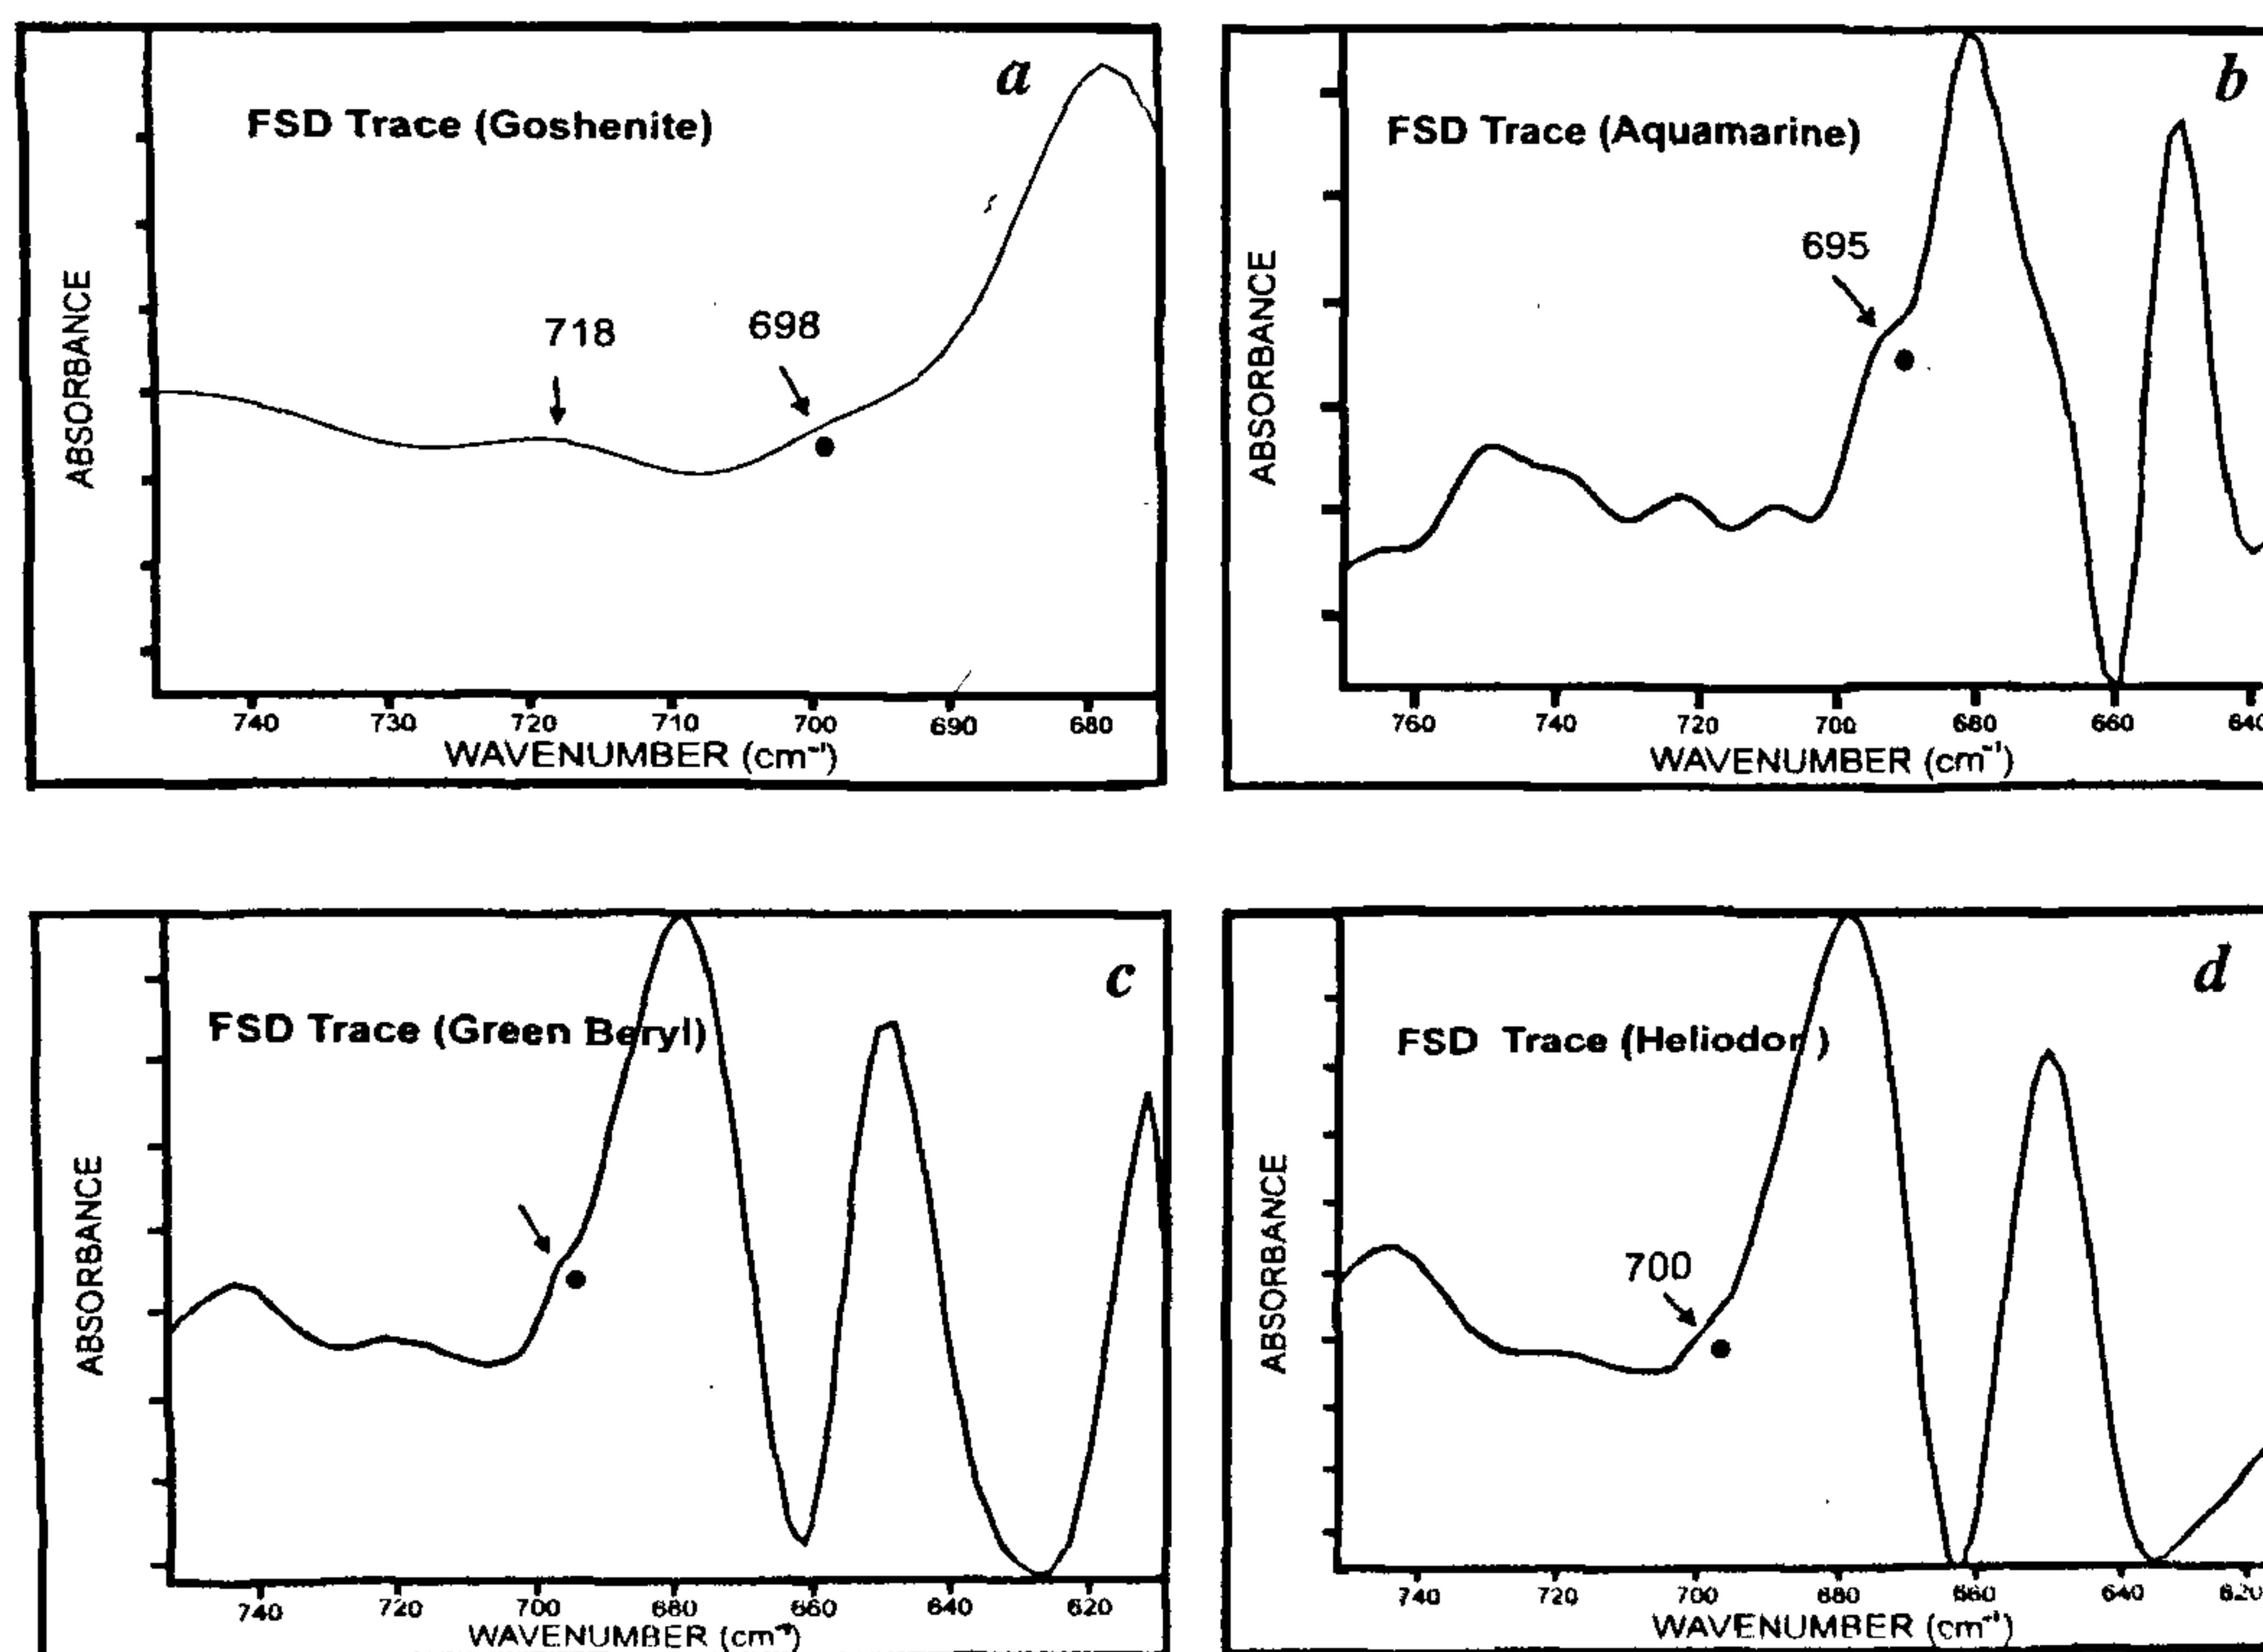 a
FSD Trace (Goshenite)
718
698
ABSORBANCE
740 730 720 710 700 690 680
WAVENUMBER (cm⁻¹)
b
FSD Trace (Aquamarine)
695
ABSORBANCE
760 740 720 700 680 660 640
WAVENUMBER (cm⁻¹)
c
FSD Trace (Green Beryl)
ABSORBANCE
740 720 700 680 660 640 620
WAVENUMBER (cm⁻¹)
d
FSD Trace (Heliodor )
700
ABSORBANCE
740 720 700 680 660 640 620
WAVENUMBER (cm⁻¹)